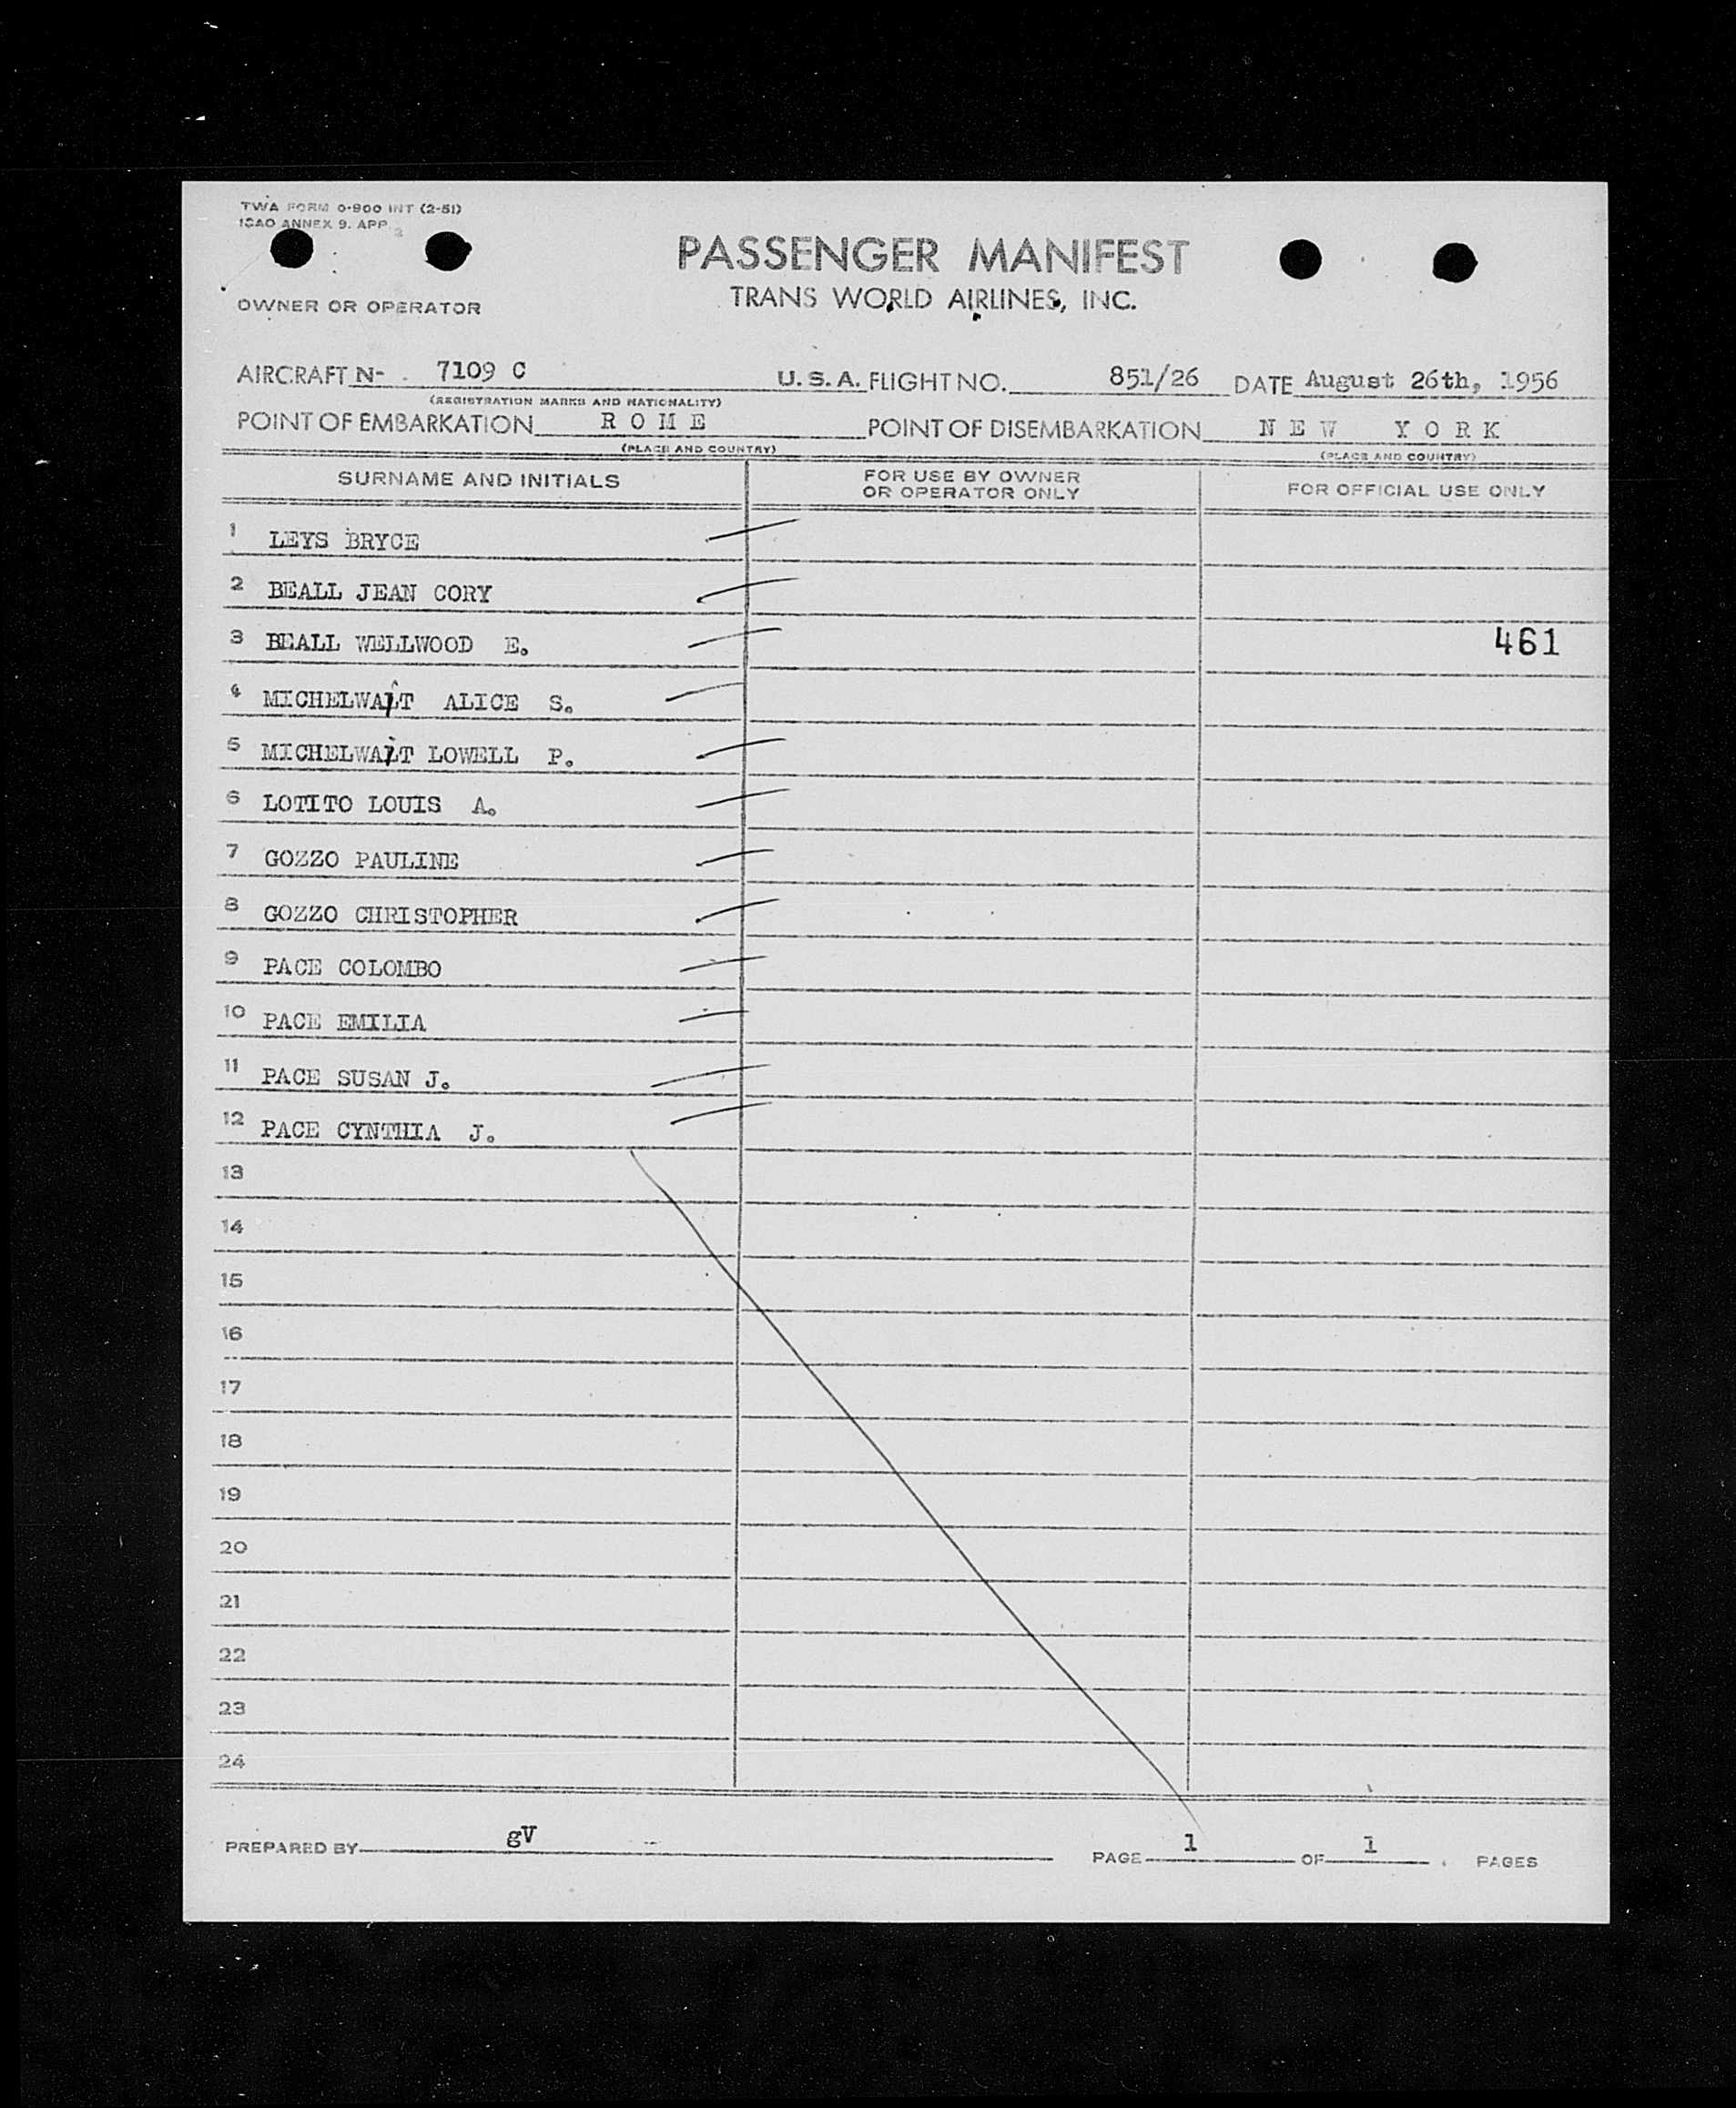 TWA FORM 0-900 INT (2-51)
ICAO ANNEX 9. APP. 2
PASSENGER MANIFEST
TRANS WORLD AIRLINES, INC.
OWNER OR OPERATOR
AIRCRAFT N- 7109 C U. S. A. FLIGHT NO. 851/26 DATE August 26th, 1956
(REGISTRATION MARKS AND NATIONALITY)
POINT OF EMBARKATION R O M E POINT OF DISEMBARKATION N E W Y O R K
(PLACE AND COUNTRY) (PLACE AND COUNTRY)
SURNAME AND INITIALS FOR USE BY OWNER OR OPERATOR ONLY FOR OFFICIAL USE ONLY
1 LEYS BRYCE
2 BEALL JEAN CORY
3 BEALL WELLWOOD E. 461
4 ALICE S.
5 LOWELL P.
6 LOTITO LOUIS A.
7 GOZZO PAULINE
8 GOZZO CHRISTOPHER
9 PACE COLOMBO
10 PACE EMILIA
11 PACE SUSAN J.
12 PACE CYNTHIA J.
13
14
15
16
17
18
19
20
21
22
23
24
PREPARED BY gV PAGE 1 OF 1 PAGES